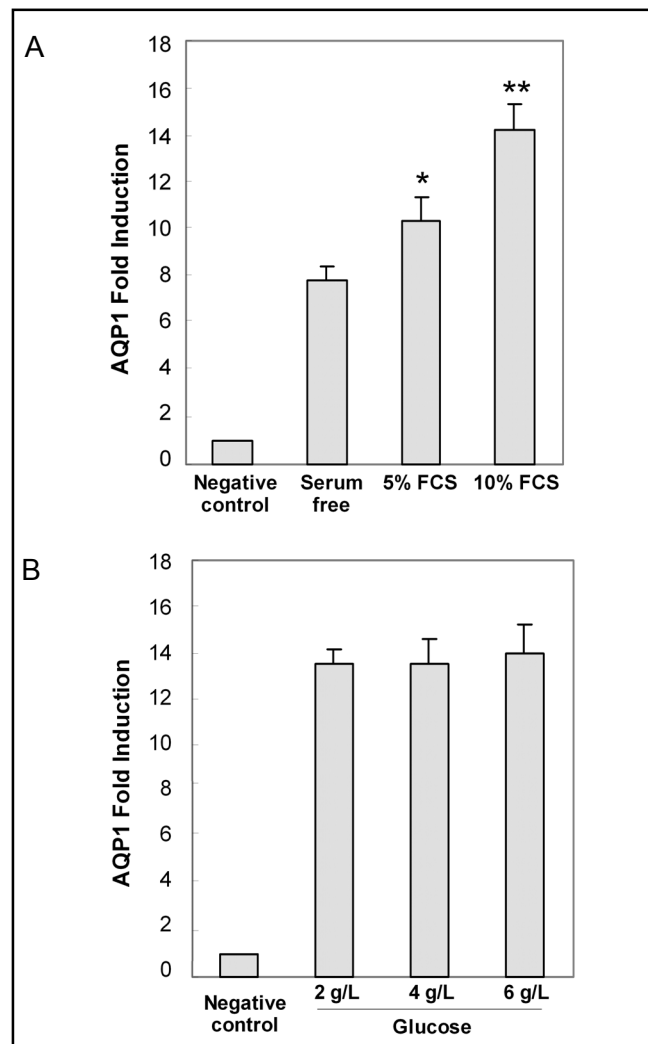 A
AQP1 Fold Induction
18
16
14
12
10
8
6
4
2
0
*
**
Negative control
Serum free
5% FCS
10% FCS
B
AQP1 Fold Induction
18
16
14
12
10
8
6
4
2
0
Negative control
2 g/L
4 g/L
6 g/L
Glucose